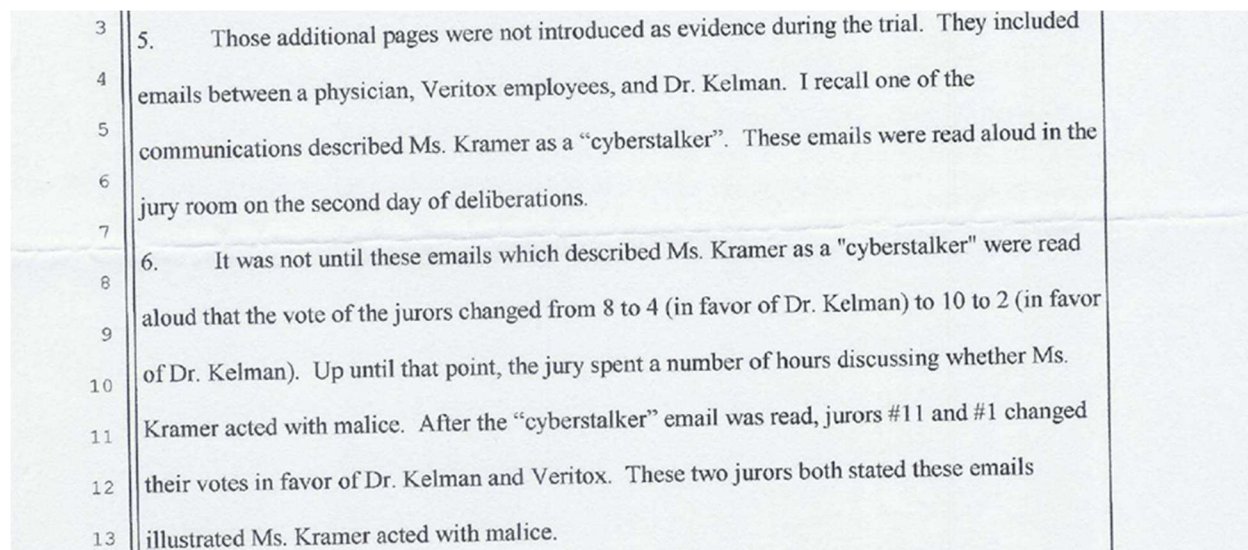 3
5. Those additional pages were not introduced as evidence during the trial. They included
4
emails between a physician, Veritox employees, and Dr. Kelman. I recall one of the
5
communications described Ms. Kramer as a “cyberstalker”. These emails were read aloud in the
6
jury room on the second day of deliberations.
7
6. It was not until these emails which described Ms. Kramer as a "cyberstalker" were read
8
aloud that the vote of the jurors changed from 8 to 4 (in favor of Dr. Kelman) to 10 to 2 (in favor
9
of Dr. Kelman). Up until that point, the jury spent a number of hours discussing whether Ms.
10
Kramer acted with malice. After the “cyberstalker” email was read, jurors #11 and #1 changed
11
their votes in favor of Dr. Kelman and Veritox. These two jurors both stated these emails
12
illustrated Ms. Kramer acted with malice.
13